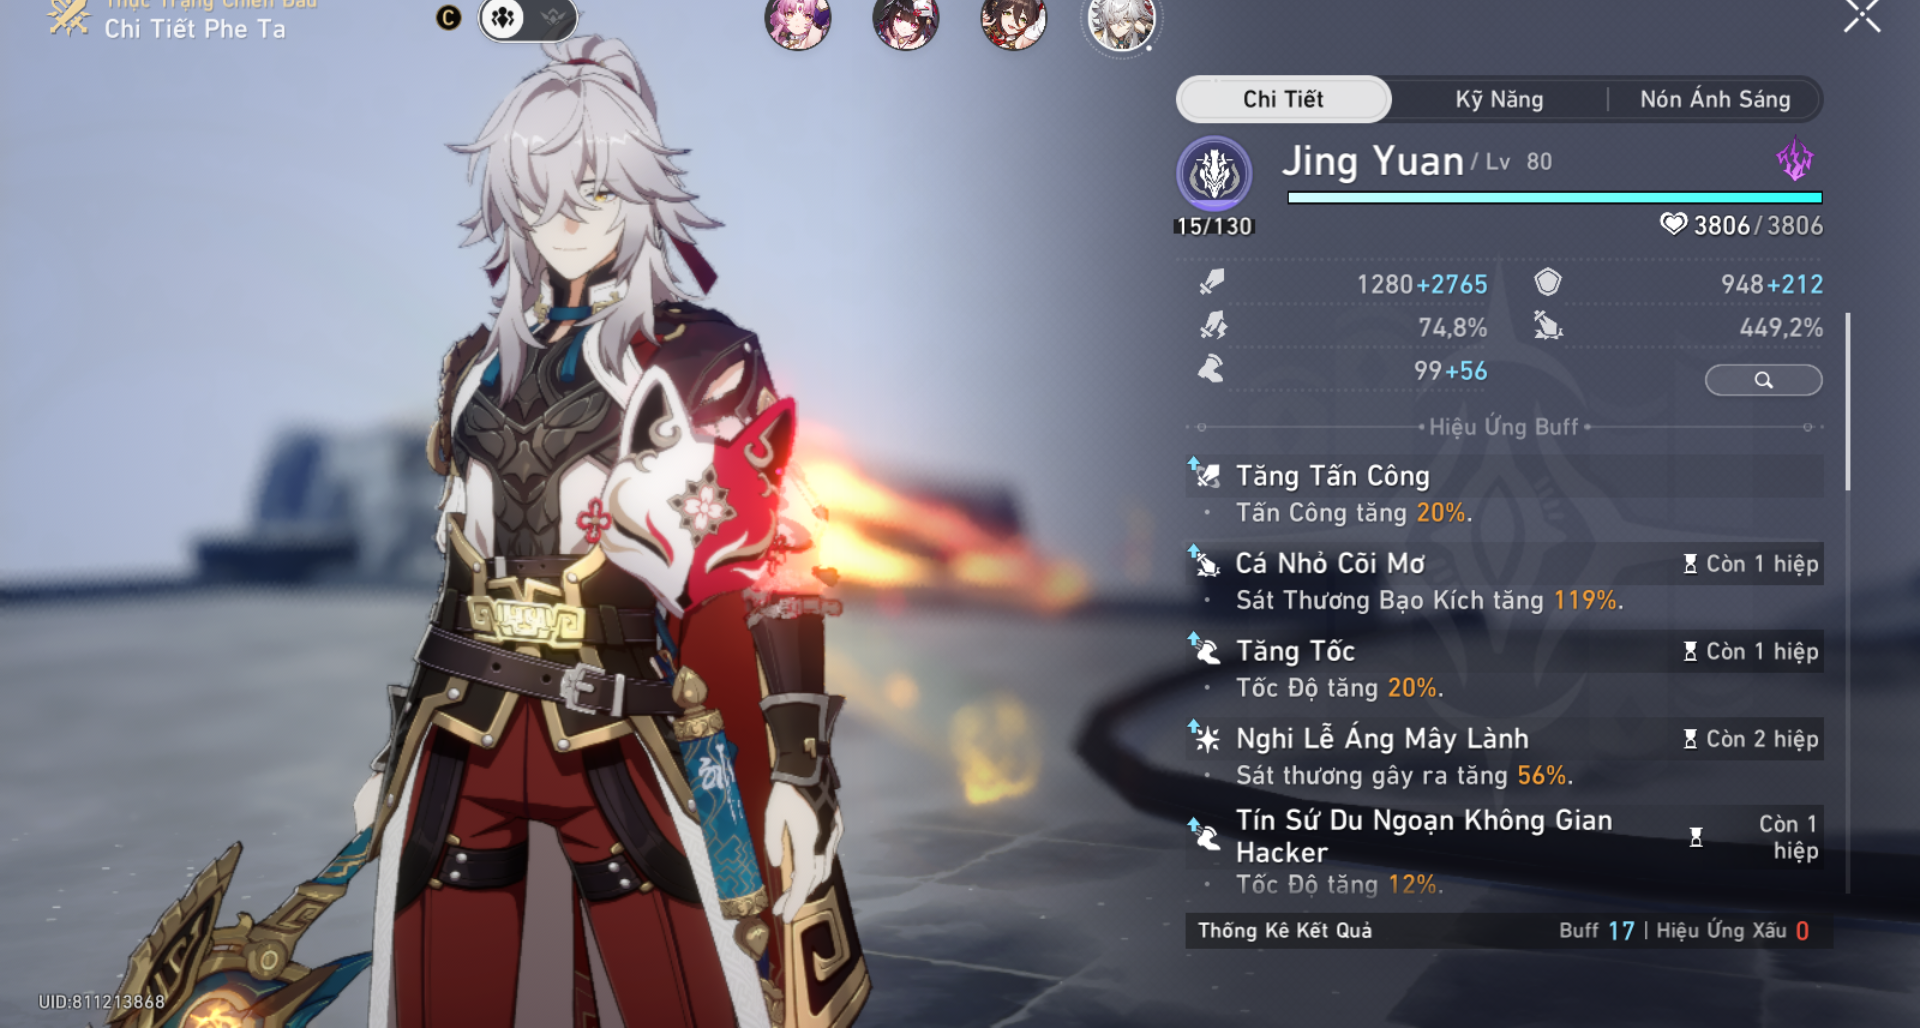 Thực Trạng Chiến Đấu
Chi Tiết Phe Ta
C
Chi Tiết
Kỹ Năng
Nón Ánh Sáng
Jing Yuan / Lv 80
15/130
3806/3806
1280+2765
948+212
74,8%
449,2%
99+56
Hiệu Ứng Buff
Tăng Tấn Công
Tấn Công tăng 20%.
Cá Nhỏ Cõi Mơ
Còn 1 hiệp
Sát Thương Bạo Kích tăng 119%.
Tăng Tốc
Còn 1 hiệp
Tốc Độ tăng 20%.
Nghi Lễ Áng Mây Lành
Còn 2 hiệp
Sát thương gây ra tăng 56%.
Tín Sứ Du Ngoạn Không Gian
Hacker
Còn 1
hiệp
Tốc Độ tăng 12%.
Thống Kê Kết Quả
Buff 17 | Hiệu Ứng Xấu 0
UID:811213868